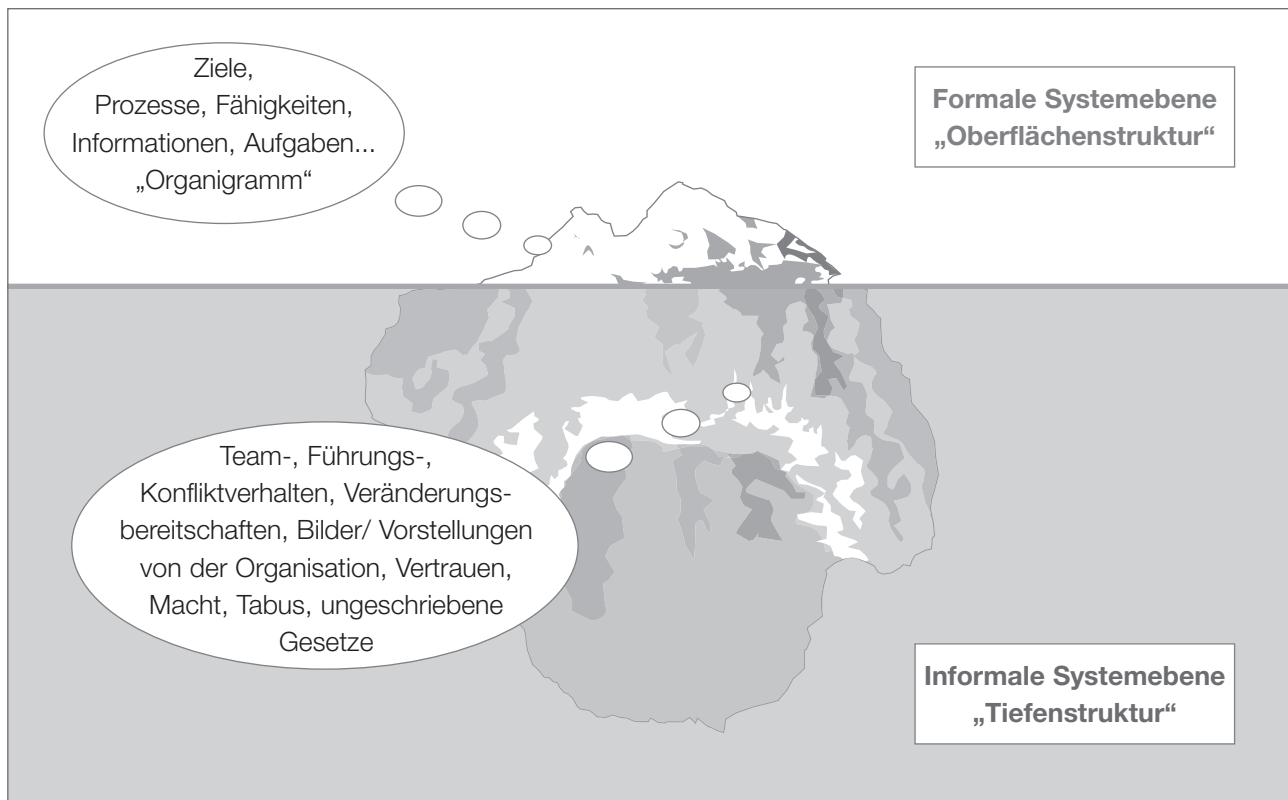 Ziele,
Prozesse, Fähigkeiten,
Informationen, Aufgaben...
„Organigramm“
Formale Systemebene
„Oberflächenstruktur“
Team-, Führungs-,
Konfliktverhalten, Veränderungs-
bereitschaften, Bilder/ Vorstellungen
von der Organisation, Vertrauen,
Macht, Tabus, ungeschriebene
Gesetze
Informale Systemebene
„Tiefenstruktur“